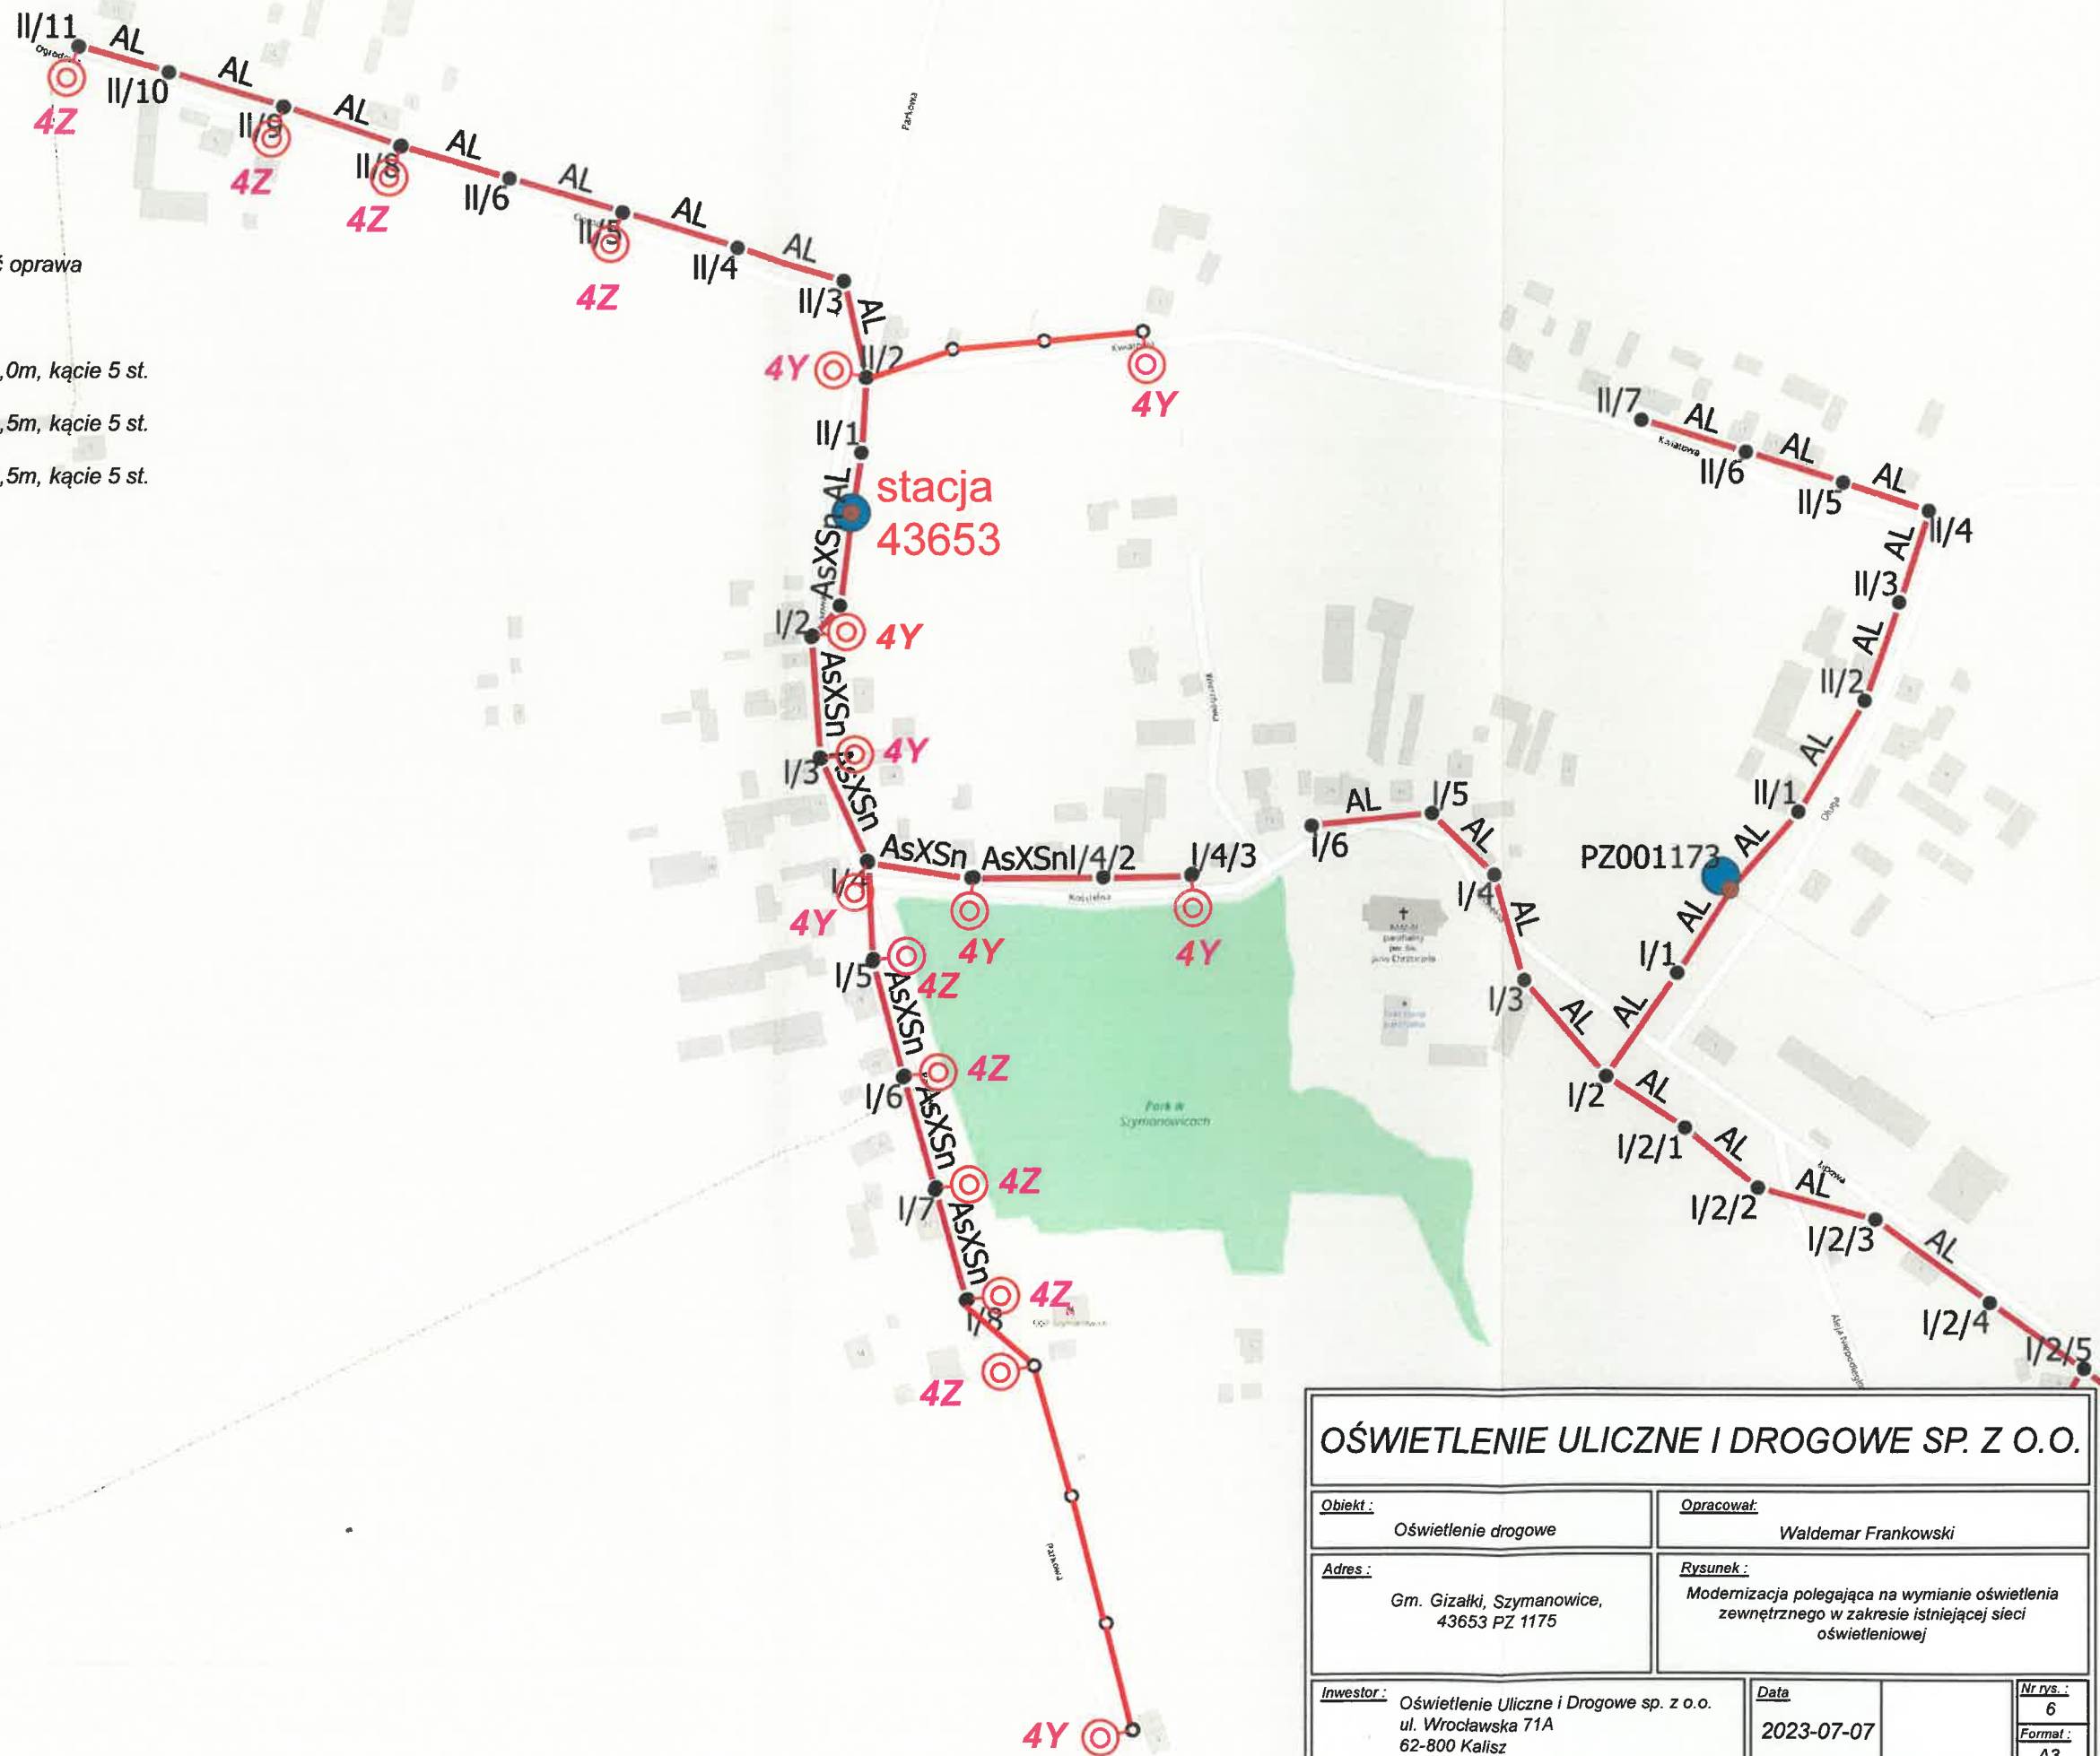 II/11
AL
II/10
AL
4Z
II/9
AL
4Z
II/8
AL
4Z
II/6
AL
II/5
AL
4Z
II/4
AL
II/3
AL
Parkowa
oprawa
,0m, kącie 5 st.
,5m, kącie 5 st.
,5m, kącie 5 st.
4Y
II/2
4Y
II/1
AL
stacja
43653
AsXSn
I/2
4Y
AsXSn
I/3
4Y
AsXSn
I/4
4Y
AsXSn
AsXSn
I/4/2
I/4/3
Kościelna
4Y
4Y
I/5
4Z
AsXSn
I/6
4Z
AsXSn
I/7
4Z
AsXSn
I/8
4Z
4Z
Parkowa
4Y
Park w
Szymanowicach
II/7
AL
Kwiatowa
II/6
AL
II/5
AL
II/4
AL
II/3
AL
II/2
AL
II/1
Długa
AL
PZ001173
AL
I/1
AL
I/6
AL
I/5
AL
I/4
AL
I/3
AL
I/2
AL
I/2/1
AL
I/2/2
AL
Lipowa
I/2/3
AL
I/2/4
I/2/5
OŚWIETLENIE ULICZNE I DROGOWE SP. Z O.O.
Obiekt :
Oświetlenie drogowe
Opracował:
Waldemar Frankowski
Adres :
Gm. Gizałki, Szymanowice,
43653 PZ 1175
Rysunek :
Modernizacja polegająca na wymianie oświetlenia
zewnętrznego w zakresie istniejącej sieci
oświetleniowej
Inwestor :
Oświetlenie Uliczne i Drogowe sp. z o.o.
ul. Wrocławska 71A
62-800 Kalisz
Data
2023-07-07
Nr rys. :
6
Format :
A3